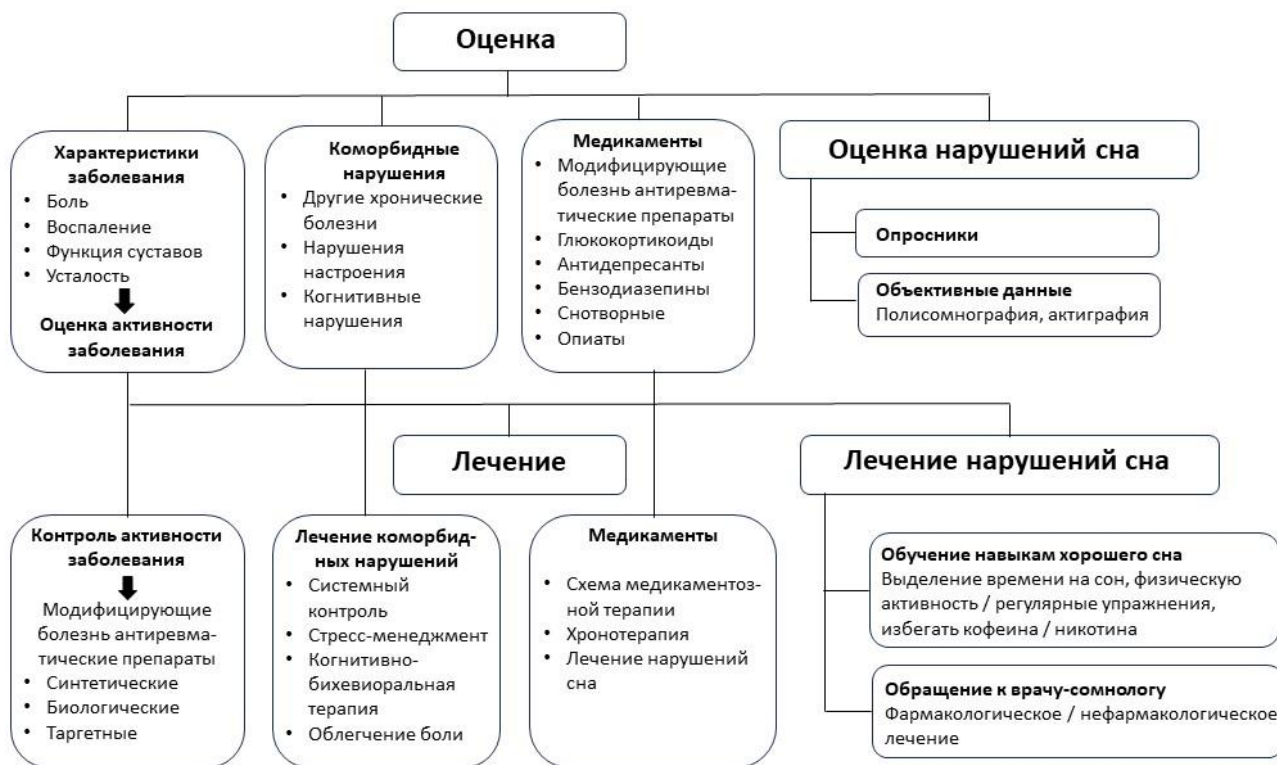 Оценка
Характеристики
заболевания
• Боль
• Воспаление
• Функция суставов
• Усталость
Оценка активности
заболевания
Коморбидные
нарушения
• Другие хронические
болезни
• Нарушения
настроения
• Когнитивные
нарушения
Медикаменты
• Модифицирующие
болезнь антиревма-
тические препараты
• Глюкокортикоиды
• Антидепресанты
• Бензодиазепины
• Снотворные
• Опиаты
Оценка нарушений сна
Опросники
Объективные данные
Полисомнография, актиграфия
Лечение
Контроль активности
заболевания
Модифицирующие
болезнь антиревма-
тические препараты
• Синтетические
• Биологические
• Таргетные
Лечение коморбид-
ных нарушений
• Системный
контроль
• Стресс-менеджмент
• Когнитивно-
бихевиоральная
терапия
• Облегчение боли
Медикаменты
• Схема медикаментоз-
ной терапии
• Хронотерапия
• Лечение нарушений
сна
Лечение нарушений сна
Обучение навыкам хорошего сна
Выделение времени на сон, физическую
активность / регулярные упражнения,
избегать кофеина / никотина
Обращение к врачу-сомнологу
Фармакологическое / нефармакологическое
лечение